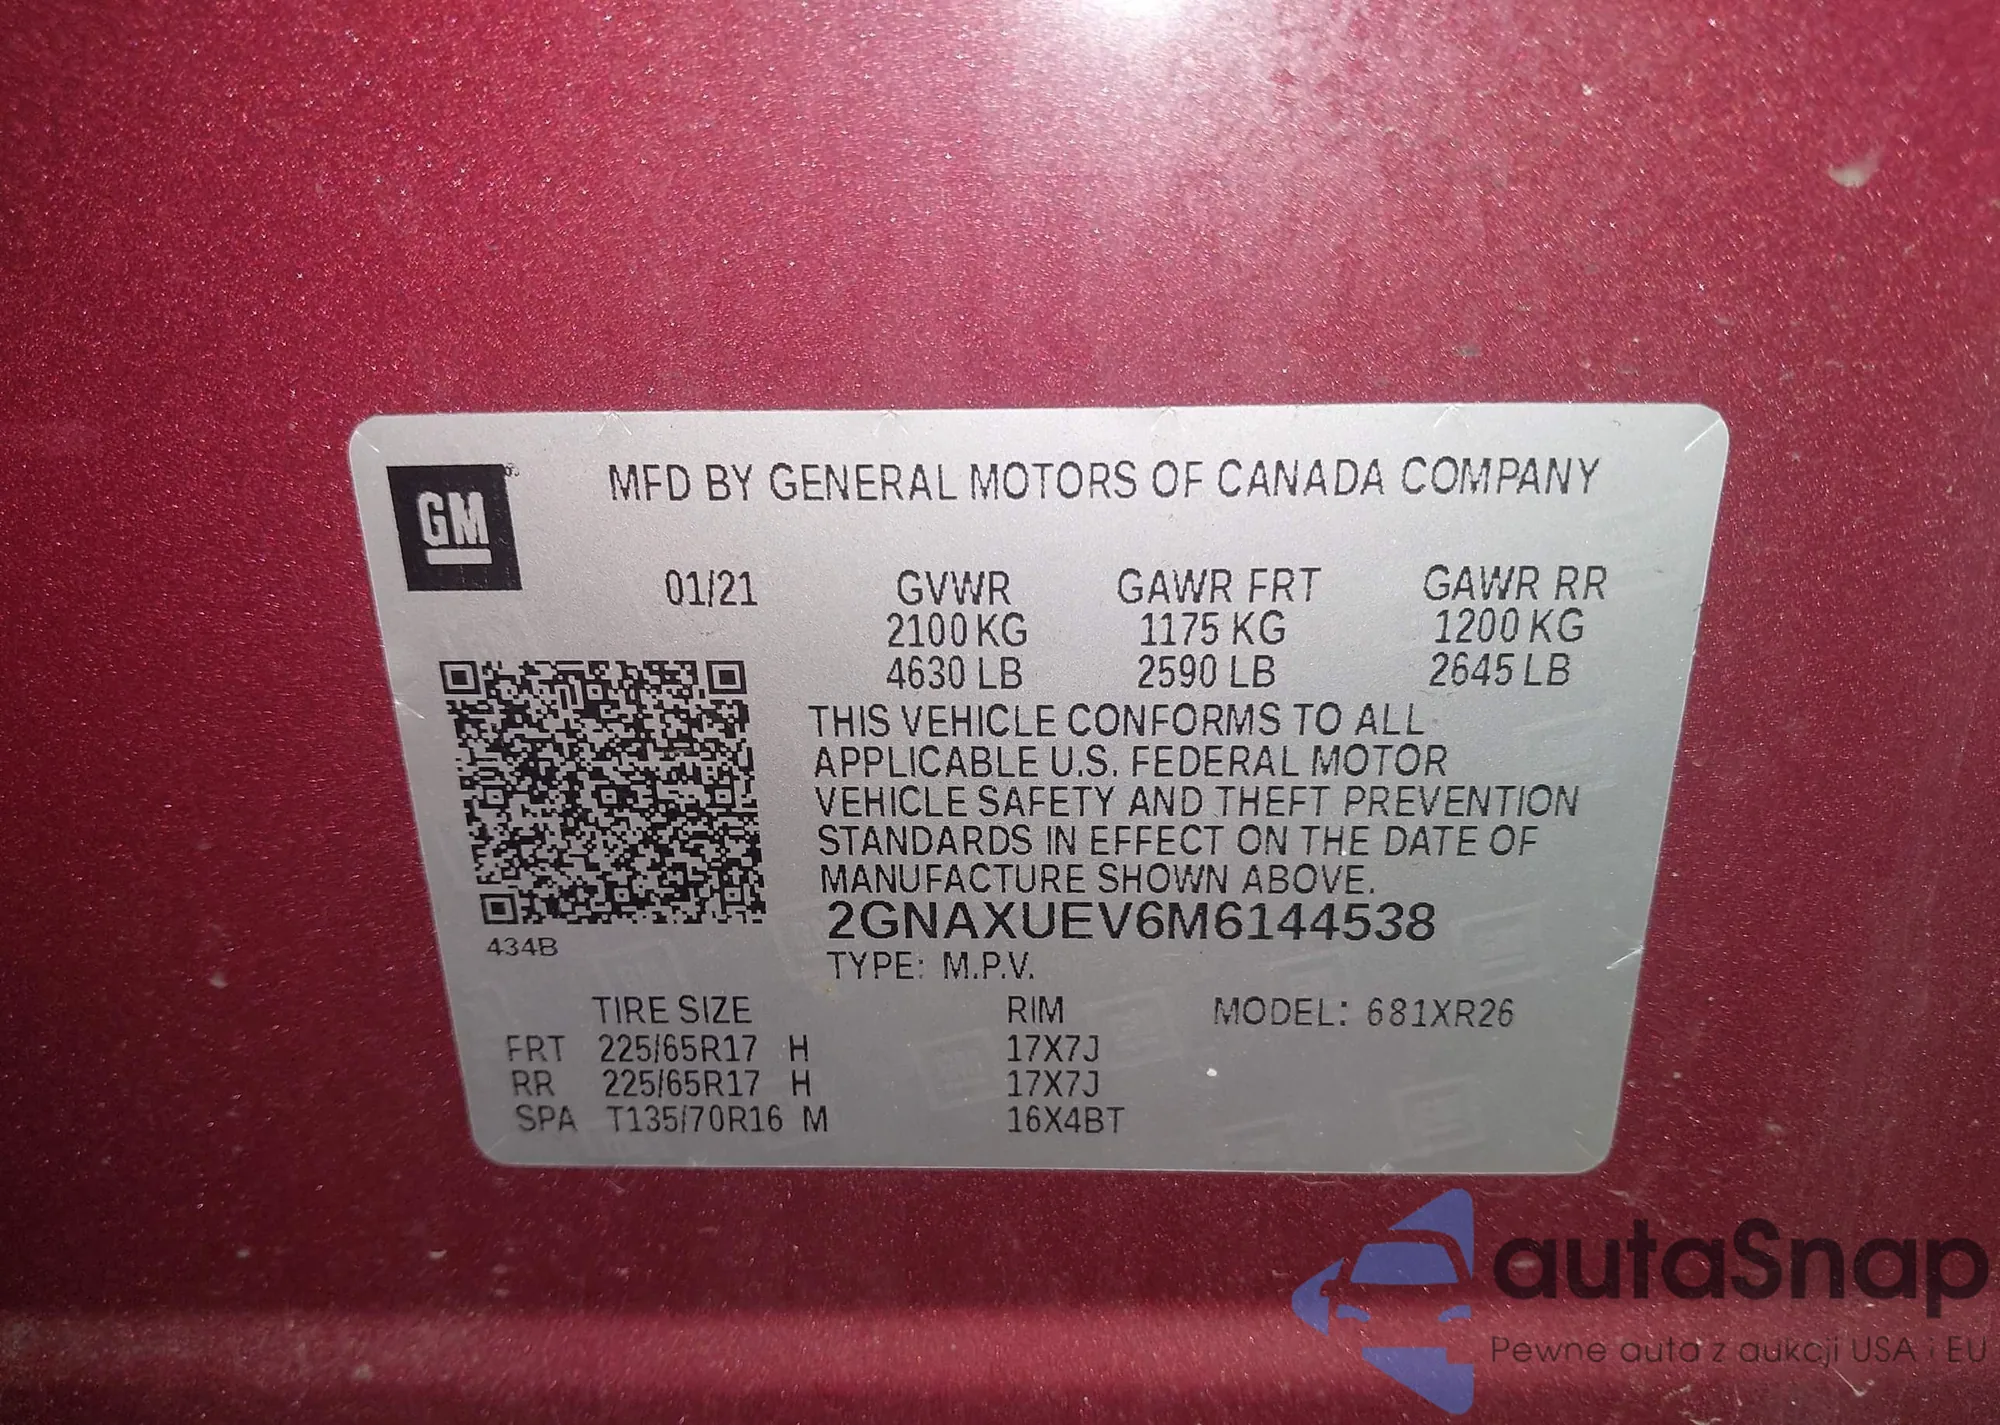 GM
MFD BY GENERAL MOTORS OF CANADA COMPANY
01/21 GVWR GAWR FRT GAWR RR
2100 KG 1175 KG 1200 KG
4630 LB 2590 LB 2645 LB
THIS VEHICLE CONFORMS TO ALL
APPLICABLE U.S. FEDERAL MOTOR
VEHICLE SAFETY AND THEFT PREVENTION
STANDARDS IN EFFECT ON THE DATE OF
MANUFACTURE SHOWN ABOVE.
2GNAXUEV6M6144538
434B
TYPE: M.P.V.
TIRE SIZE RIM MODEL: 681XR26
FRT 225/65R17 H 17X7J
RR 225/65R17 H 17X7J
SPA T135/70R16 M 16X4BT
autaSnap
Pewne auta z aukcji USA i EU